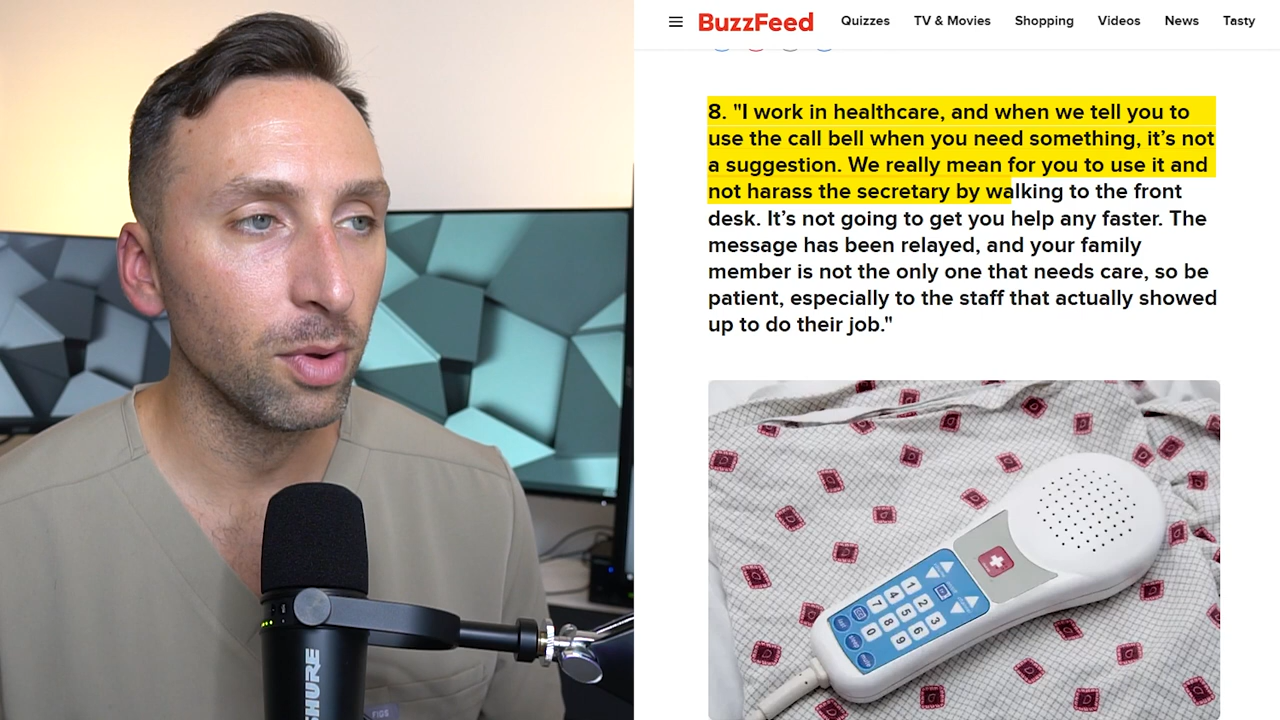 BuzzFeed
Quizzes
TV & Movies
Shopping
Videos
News
Tasty
8. "I work in healthcare, and when we tell you to
use the call bell when you need something, it’s not
a suggestion. We really mean for you to use it and
not harass the secretary by walking to the front
desk. It’s not going to get you help any faster. The
message has been relayed, and your family
member is not the only one that needs care, so be
patient, especially to the staff that actually showed
up to do their job."
1
2
3
4
5
6
7
8
9
0
SHURE
FIGS